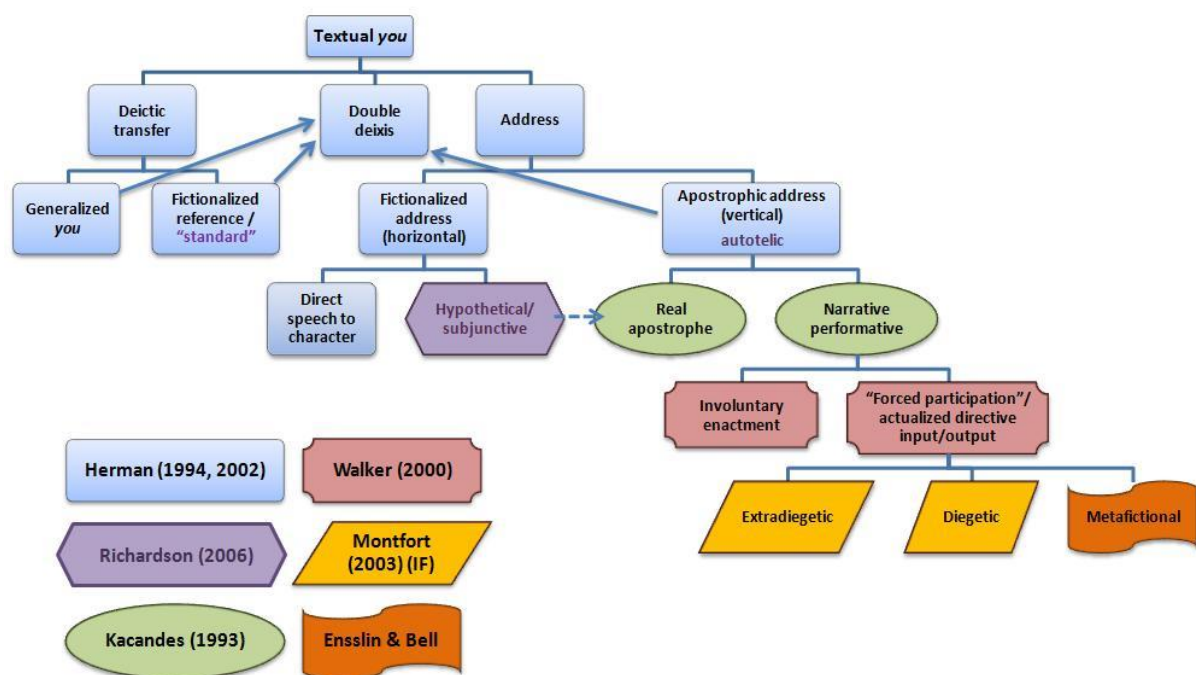 Textual you
Deictic
transfer
Double
deixis
Address
Generalized
you
Fictionalized
reference /
“standard”
Fictionalized
address
(horizontal)
Apostrophic address
(vertical)
autotelic
Direct
speech to
character
Hypothetical/
subjunctive
Real
apostrophe
Narrative
performative
Involuntary
enactment
“Forced participation”/
actualized directive
input/output
Extradiegetic
Diegetic
Metafictional
Herman (1994, 2002)
Walker (2000)
Richardson (2006)
Montfort
(2003) (IF)
Kacandes (1993)
Ensslin & Bell